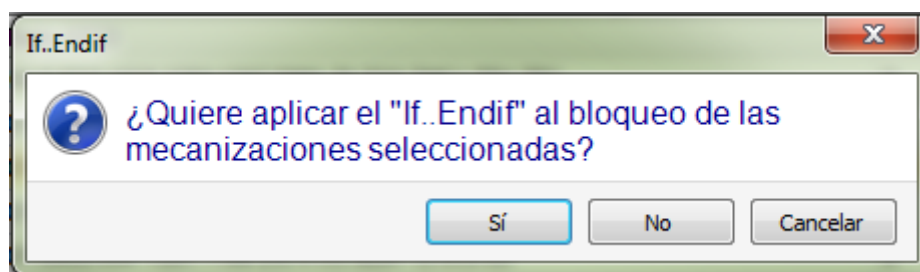 If..Endif
¿Quiere aplicar el "If..Endif" al bloqueo de las
mecanizaciones seleccionadas?
Sí No Cancelar